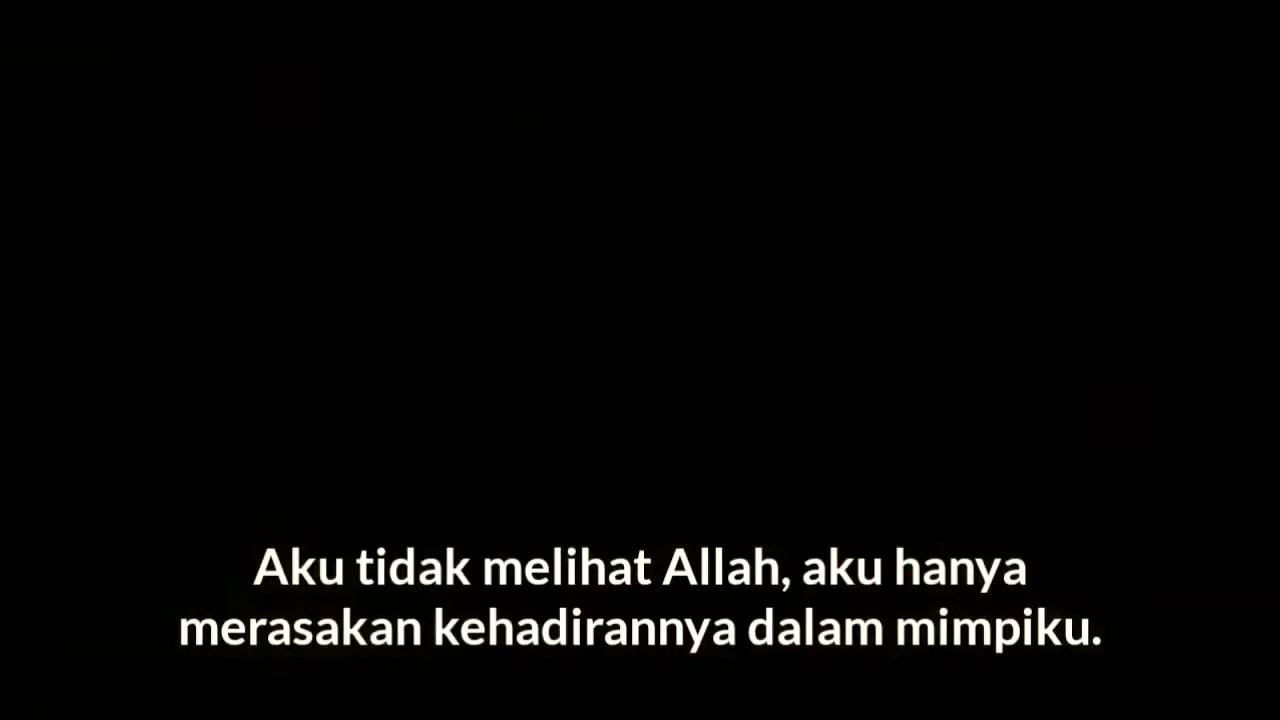 Aku tidak melihat Allah, aku hanya
merasakan kehadirannya dalam mimpiku.